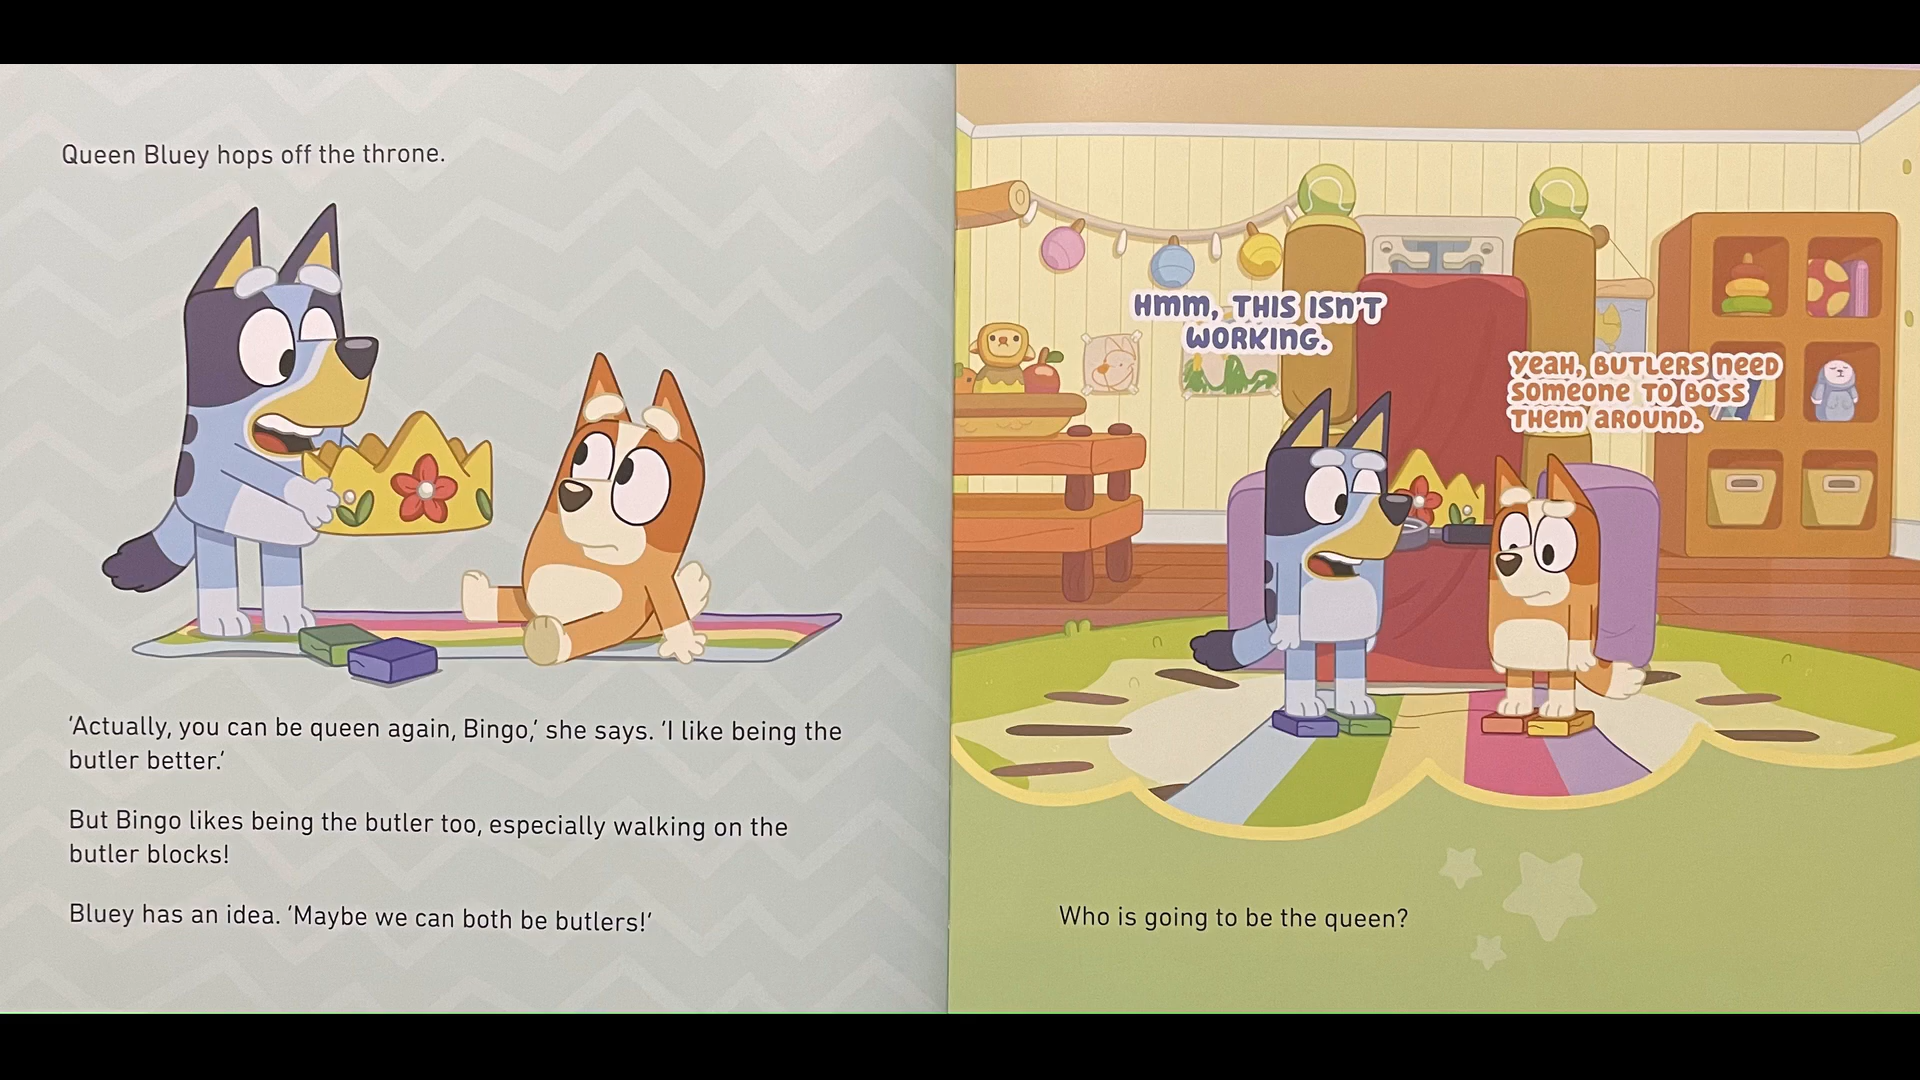 Queen Bluey hops off the throne.
'Actually, you can be queen again, Bingo,' she says. 'I like being the
butler better.'
But Bingo likes being the butler too, especially walking on the
butler blocks!
Bluey has an idea. 'Maybe we can both be butlers!'
HMM, THIS ISN'T
WORKING.
YEAH, BUTLERS NEED
SOMEONE TO BOSS
THEM AROUND.
Who is going to be the queen?